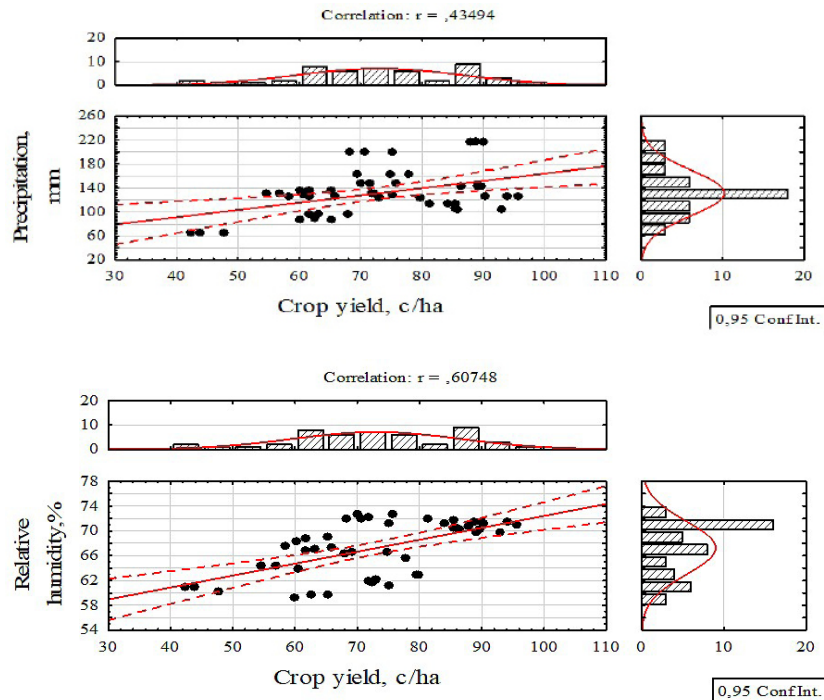 Correlation: r = ,43494
20
10
0
260
220
180
140
100
60
20
Precipitation,
mm
30 40 50 60 70 80 90 100 110
0 10 20
Crop yield, c/ha
0,95 Conf.Int.
Correlation: r = ,60748
20
10
0
78
74
70
66
62
58
54
Relative
humidity,%
30 40 50 60 70 80 90 100 110
0 10 20
Crop yield, c/ha
0,95 Conf.Int.